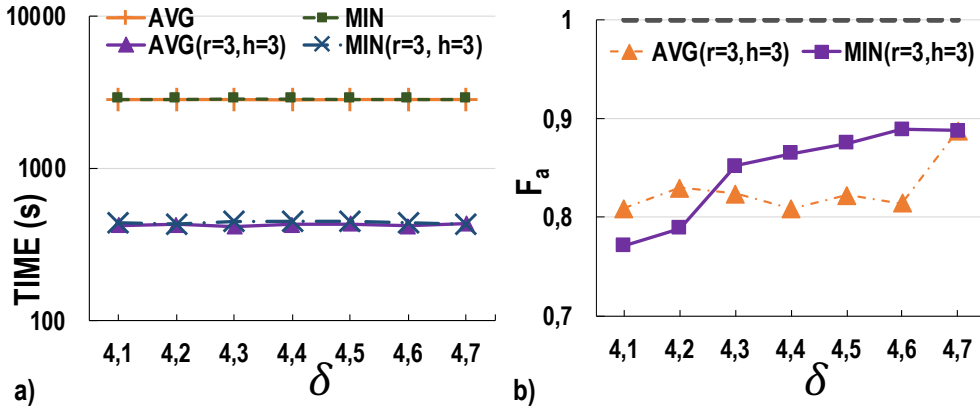 10000
1000
100
TIME (s)
AVG
MIN
AVG(r=3,h=3)
MIN(r=3, h=3)
4,1 4,2 4,3 4,4 4,5 4,6 4,7
a)
δ
1
0,9
0,8
0,7
Fa
AVG(r=3,h=3)
MIN(r=3,h=3)
4,1 4,2 4,3 4,4 4,5 4,6 4,7
b)
δ